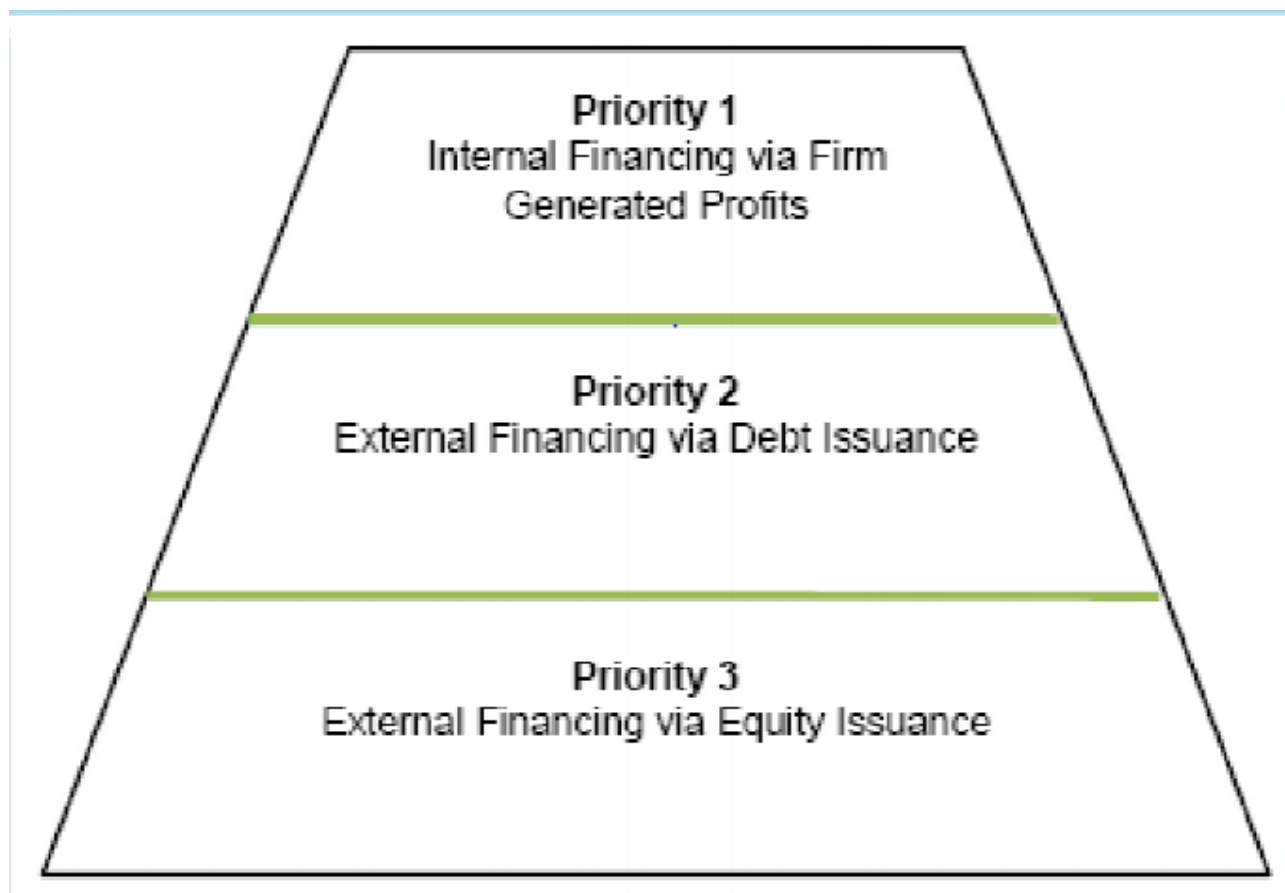 Priority 1
Internal Financing via Firm
Generated Profits
Priority 2
External Financing via Debt Issuance
Priority 3
External Financing via Equity Issuance